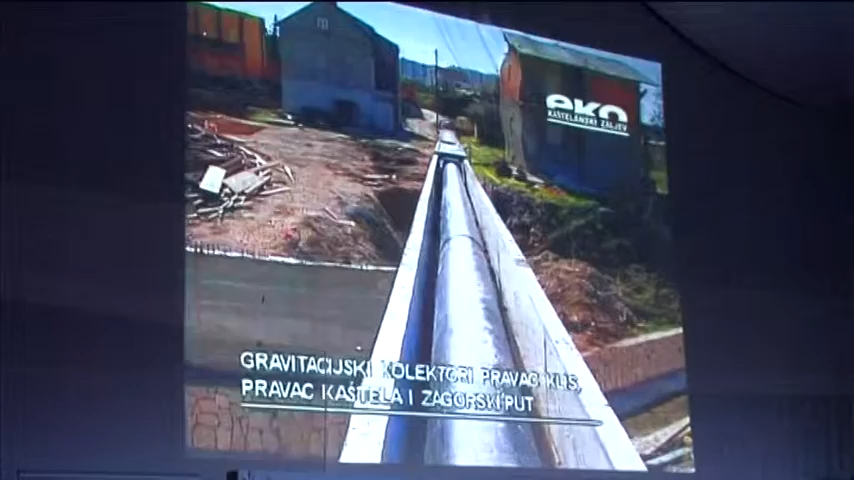 eko
KAŠTELANSKI ZALJEV
GRAVITACIJSKI KOLEKTORI PRAVAC KLIS,
PRAVAC KAŠTELA I ZAGORSKI PUT